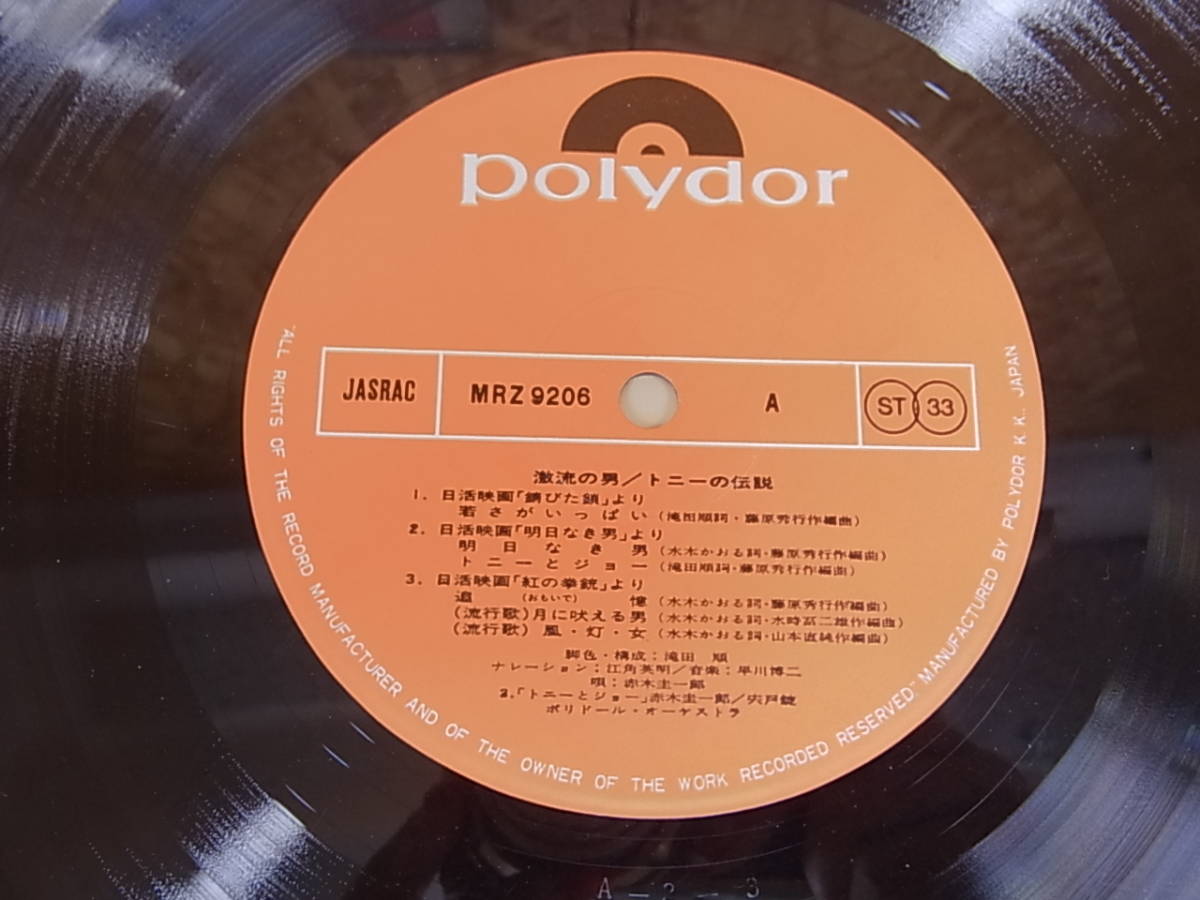 polydor
JASRAC MRZ 9206 A ST 33
激流の男／トニーの伝説
1. 日活映画「錆びた鎖」より
若さがいっぱい (滝田順詞・藤原秀行作編曲)
2. 日活映画「明日なき男」より
明日なき男 (水木かおる詞・藤原秀行作編曲)
トニーとジョー (滝田順詞・藤原秀行作編曲)
3. 日活映画「紅の拳銃」より
追憶 (おもいで) (水木かおる詞・藤原秀行作編曲)
(流行歌) 月に吠える男 (水木かおる詞・水時冨二雄作編曲)
(流行歌) 風・灯・女 (水木かおる詞・山本直純作編曲)
脚色・構成；滝田 順
ナレーション；江角英明／音楽；早川博二
唄；赤木圭一郎
2.「トニーとジョー」赤木圭一郎／宍戸錠
ポリドール・オーケストラ
"ALL RIGHTS OF THE RECORD MANUFACTURER AND OF THE OWNER OF THE WORK RECORDED RESERVED." MANUFACTURED BY POLYDOR K.K., JAPAN
A-2-3